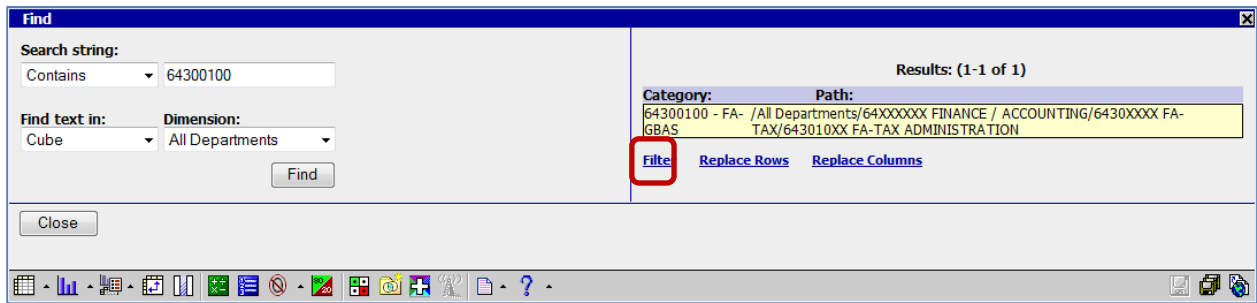 Find
Search string:
Contains 64300100
Find text in: Dimension:
Cube All Departments
Find
Close
Results: (1-1 of 1)
Category: Path:
64300100 - FA- /All Departments/64XXXXXX FINANCE / ACCOUNTING/6430XXXX FA-
GBAS TAX/643010XX FA-TAX ADMINISTRATION
Filter Replace Rows Replace Columns
80
20